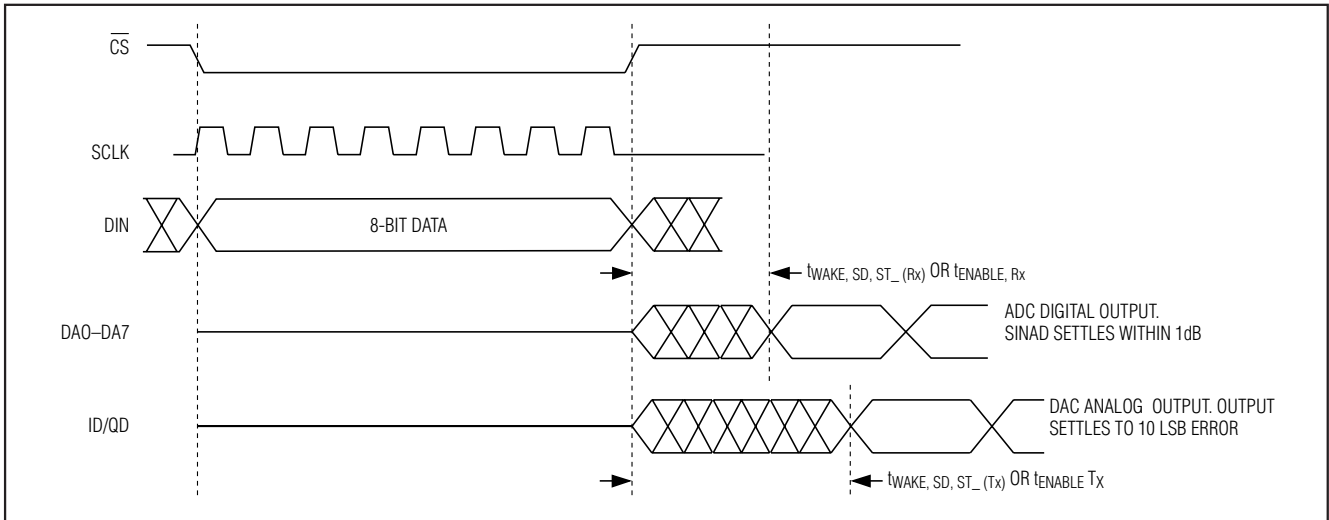 CS
SCLK
DIN
8-BIT DATA
tWAKE, SD, ST_ (Rx) OR tENABLE, Rx
DA0–DA7
ADC DIGITAL OUTPUT.
SINAD SETTLES WITHIN 1dB
ID/QD
DAC ANALOG OUTPUT. OUTPUT
SETTLES TO 10 LSB ERROR
tWAKE, SD, ST_ (Tx) OR tENABLE TX